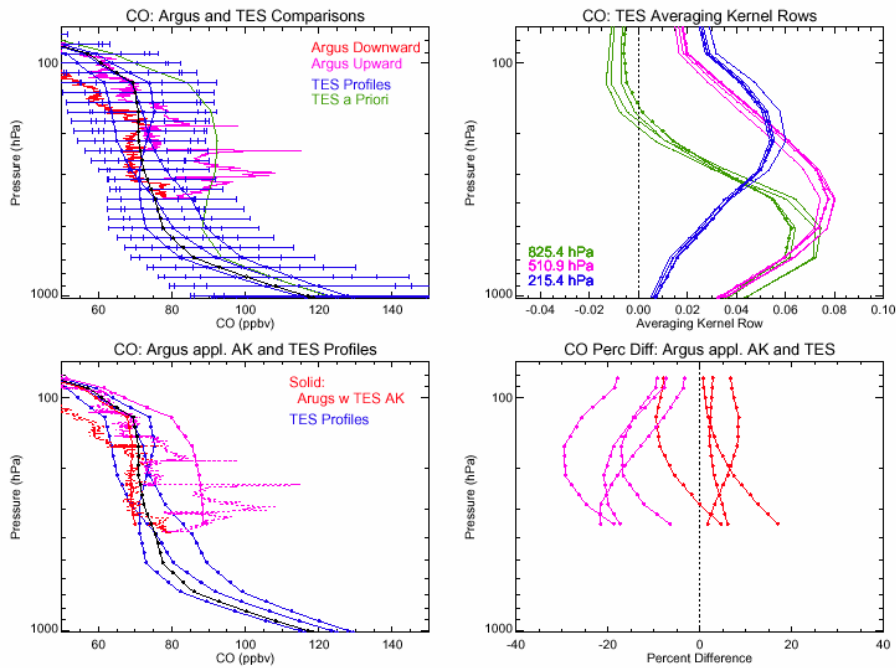 CO: Argus and TES Comparisons
Argus Downward
Argus Upward
TES Profiles
TES a Priori
Pressure (hPa)
100
1000
60 80 100 120 140
CO (ppbv)
CO: TES Averaging Kernel Rows
Pressure (hPa)
100
1000
825.4 hPa
510.9 hPa
215.4 hPa
-0.04 -0.02 0.00 0.02 0.04 0.06 0.08 0.10
Averaging Kernel Row
CO: Argus appl. AK and TES Profiles
Solid:
Arugs w TES AK
TES Profiles
Pressure (hPa)
100
1000
60 80 100 120 140
CO (ppbv)
CO Perc Diff: Argus appl. AK and TES
Pressure (hPa)
100
1000
-40 -20 0 20 40
Percent Difference